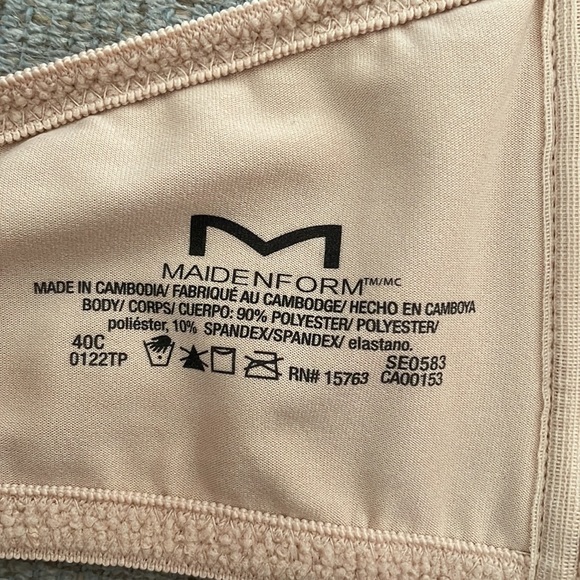 MAIDENFORM™/MC
MADE IN CAMBODIA/ FABRIQUÉ AU CAMBODGE/ HECHO EN CAMBOYA
BODY/ CORPS/ CUERPO: 90% POLYESTER/ POLYESTER/
poliéster, 10% SPANDEX/SPANDEX/ elastano.
40C SE0583
0122TP RN# 15763 CA00153